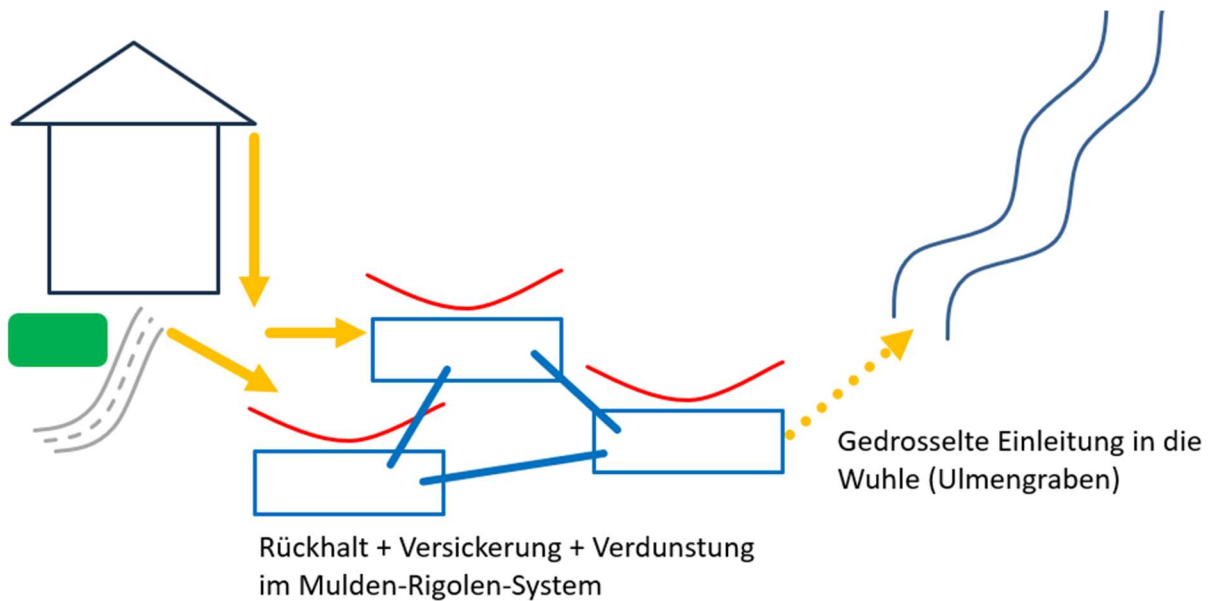 Gedrosselte Einleitung in die
Wuhle (Ulmengraben)
Rückhalt + Versickerung + Verdunstung
im Mulden-Rigolen-System